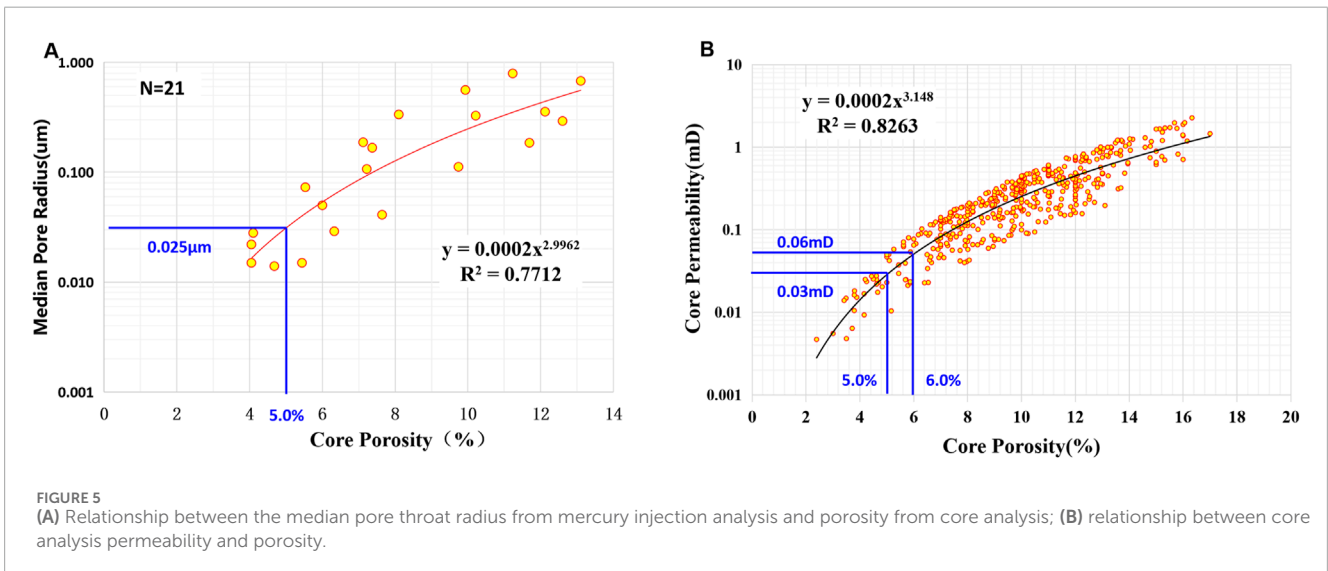 A
1.000
N=21
0.100
0.025μm
0.010
0.001
Median Pore Radius(um)
y = 0.0002x^2.9962
R² = 0.7712
0 2 4 5.0% 6 8 10 12 14
Core Porosity（%）
B
10
y = 0.0002x^3.148
R² = 0.8263
1
0.1
0.06mD
0.03mD
0.01
0.001
Core Permeability(mD)
5.0% 6.0%
0 2 4 6 8 10 12 14 16 18 20
Core Porosity(%)
FIGURE 5
(A) Relationship between the median pore throat radius from mercury injection analysis and porosity from core analysis; (B) relationship between core
analysis permeability and porosity.